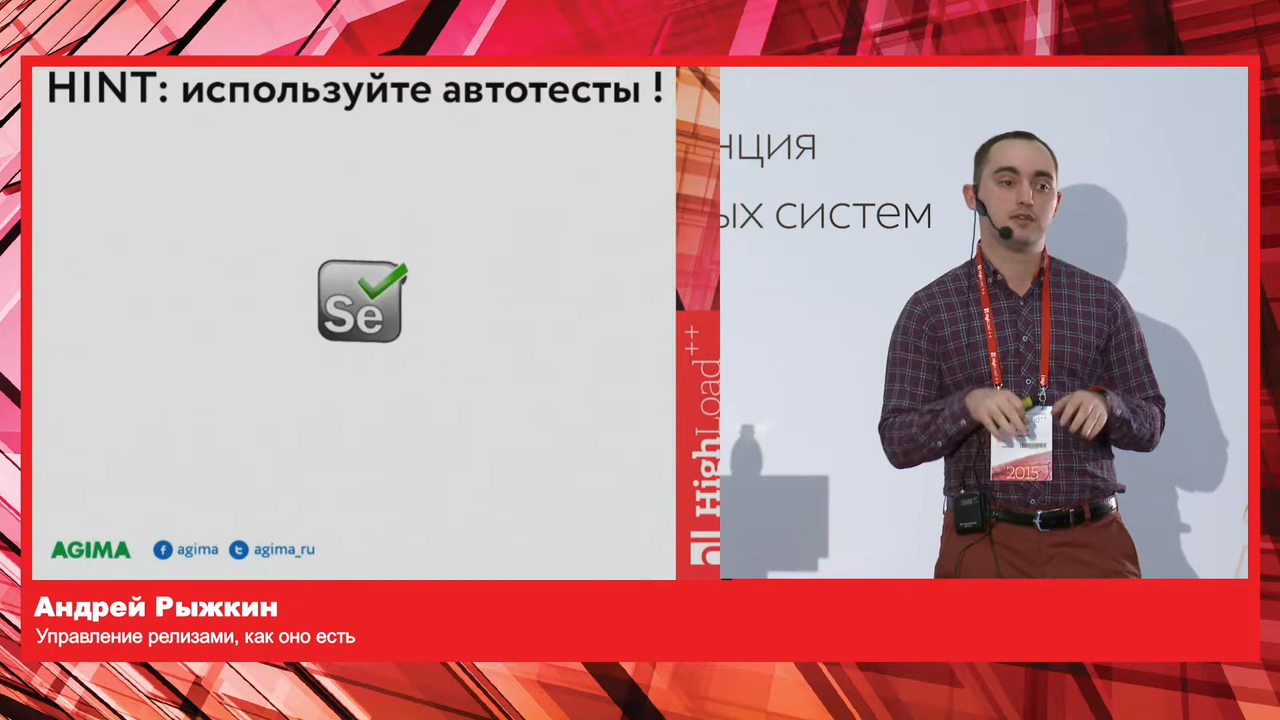 HINT: используйте автотесты !
Se
AGIMA
agima
agima_ru
HighLoad++
нция
ых систем
2015
Андрей Рыжкин
Управление релизами, как оно есть